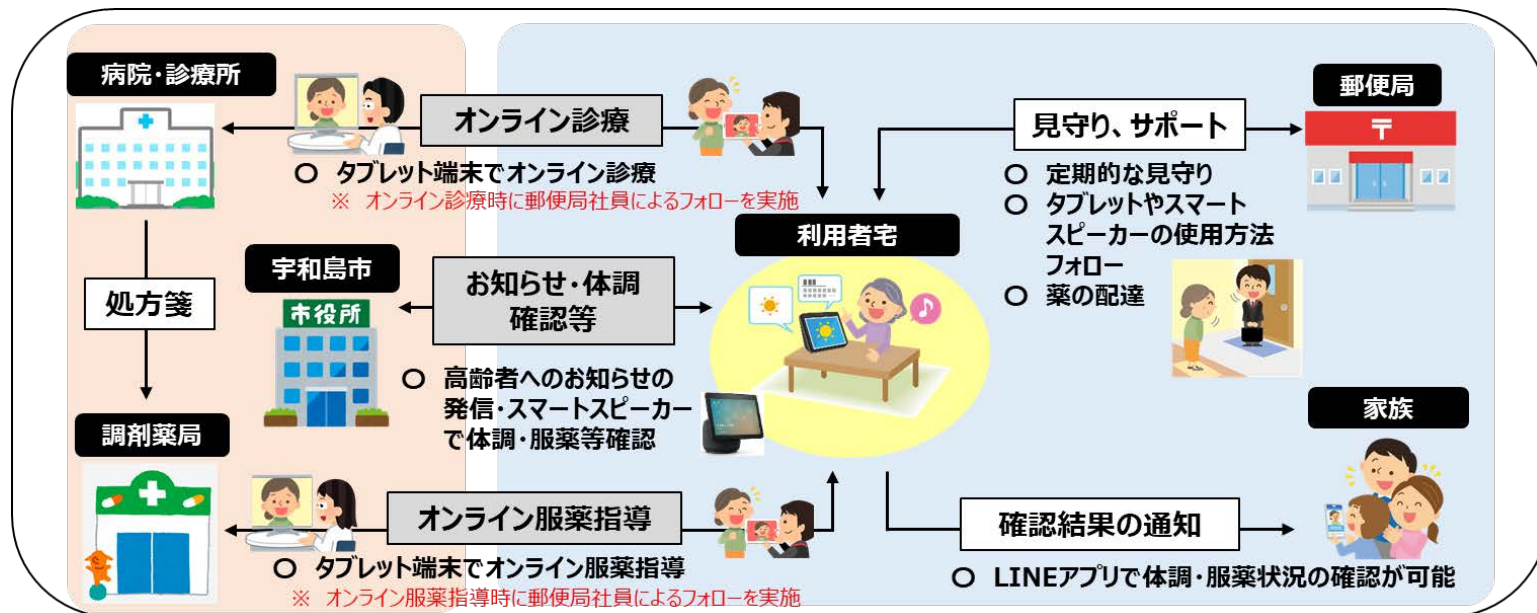 病院・診療所
オンライン診療
〇 タブレット端末でオンライン診療
※ オンライン診療時に郵便局社員によるフォローを実施
処方箋
宇和島市
市役所
お知らせ・体調
確認等
〇 高齢者へのお知らせの
発信・スマートスピーカー
で体調・服薬等確認
調剤薬局
オンライン服薬指導
〇 タブレット端末でオンライン服薬指導
※ オンライン服薬指導時に郵便局社員によるフォローを実施
利用者宅
見守り、サポート
〇 定期的な見守り
〇 タブレットやスマート
スピーカーの使用方法
フォロー
〇 薬の配達
郵便局
〒
家族
確認結果の通知
〇 LINEアプリで体調・服薬状況の確認が可能